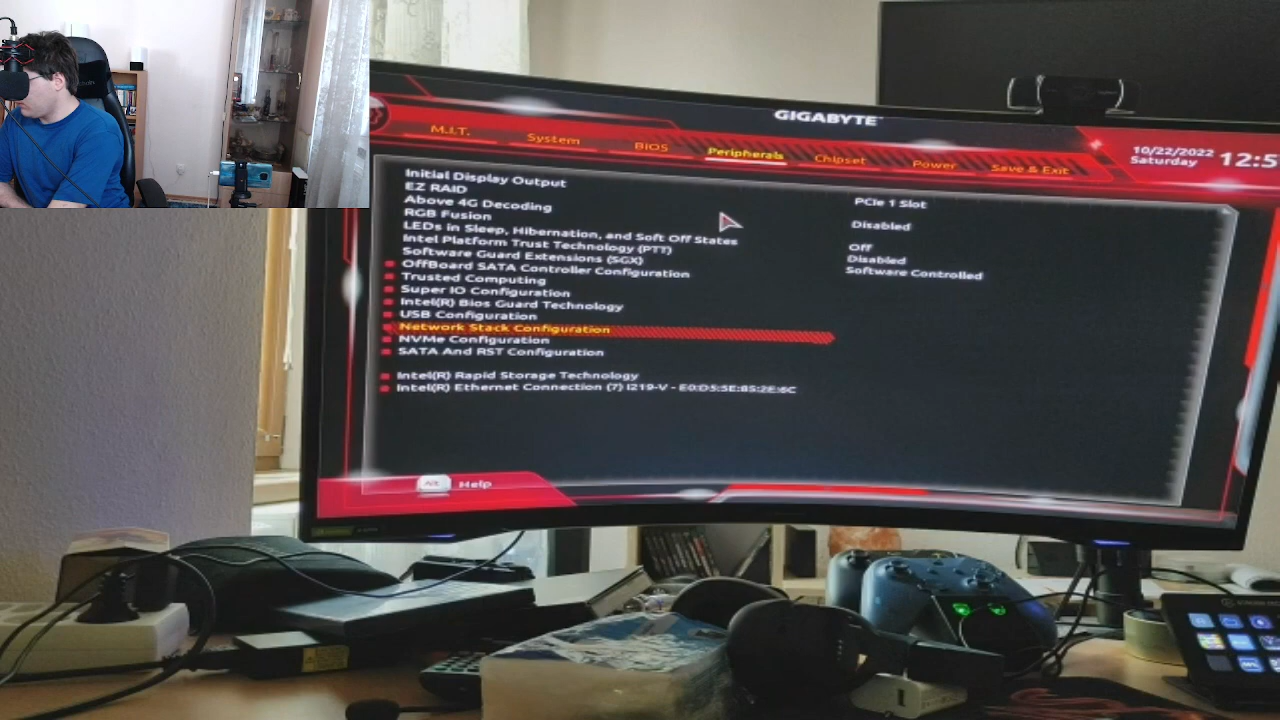 GIGABYTE
M.I.T.
System
BIOS
Peripherals
Chipset
Power
Save & Exit
10/22/2022
Saturday
12:5
Initial Display Output
PCIe 1 Slot
EZ RAID
Above 4G Decoding
Disabled
RGB Fusion
LEDs in Sleep, Hibernation, and Soft Off States
Off
Intel Platform Trust Technology (PTT)
Disabled
Software Guard Extensions (SGX)
Software Controlled
OffBoard SATA Controller Configuration
Trusted Computing
Super IO Configuration
Intel(R) Bios Guard Technology
USB Configuration
Network Stack Configuration
NVMe Configuration
SATA And RST Configuration
Intel(R) Rapid Storage Technology
Intel(R) Ethernet Connection (7) I219-V - E0:D5:5E:85:2E:6C
Alt Help